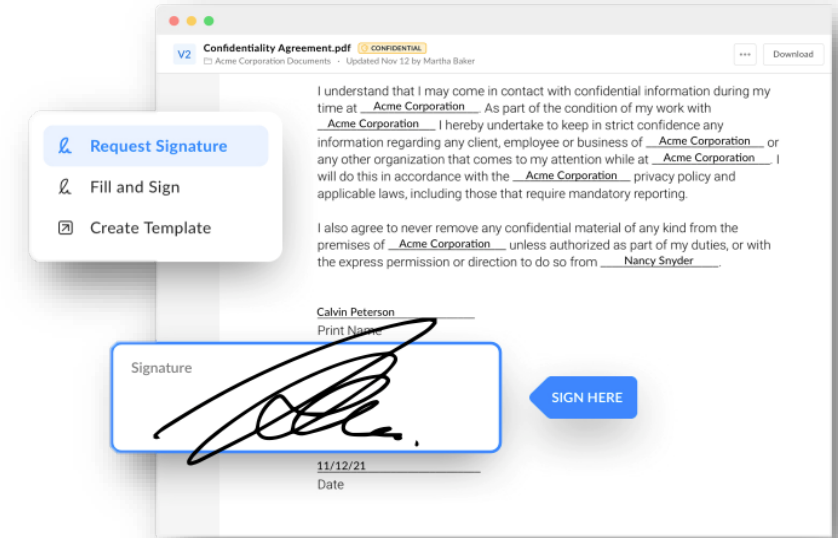 V2 Confidentiality Agreement.pdf CONFIDENTIAL
Acme Corporation Documents · Updated Nov 12 by Martha Baker
Download
Request Signature
Fill and Sign
Create Template
I understand that I may come in contact with confidential information during my
time at Acme Corporation. As part of the condition of my work with
Acme Corporation I hereby undertake to keep in strict confidence any
information regarding any client, employee or business of Acme Corporation or
any other organization that comes to my attention while at Acme Corporation. I
will do this in accordance with the Acme Corporation privacy policy and
applicable laws, including those that require mandatory reporting.
I also agree to never remove any confidential material of any kind from the
premises of Acme Corporation unless authorized as part of my duties, or with
the express permission or direction to do so from Nancy Snyder.
Calvin Peterson
Print Name
Signature
SIGN HERE
11/12/21
Date